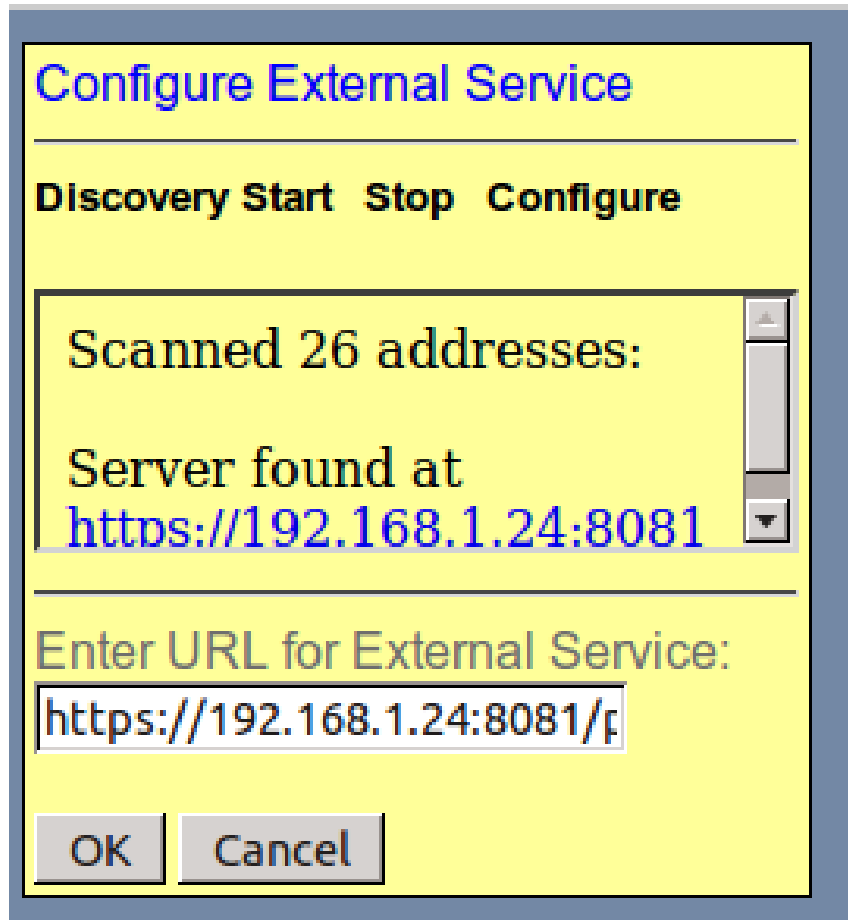 Configure External Service
Discovery Start Stop Configure
Scanned 26 addresses:
Server found at
https://192.168.1.24:8081
Enter URL for External Service:
https://192.168.1.24:8081/p
OK Cancel